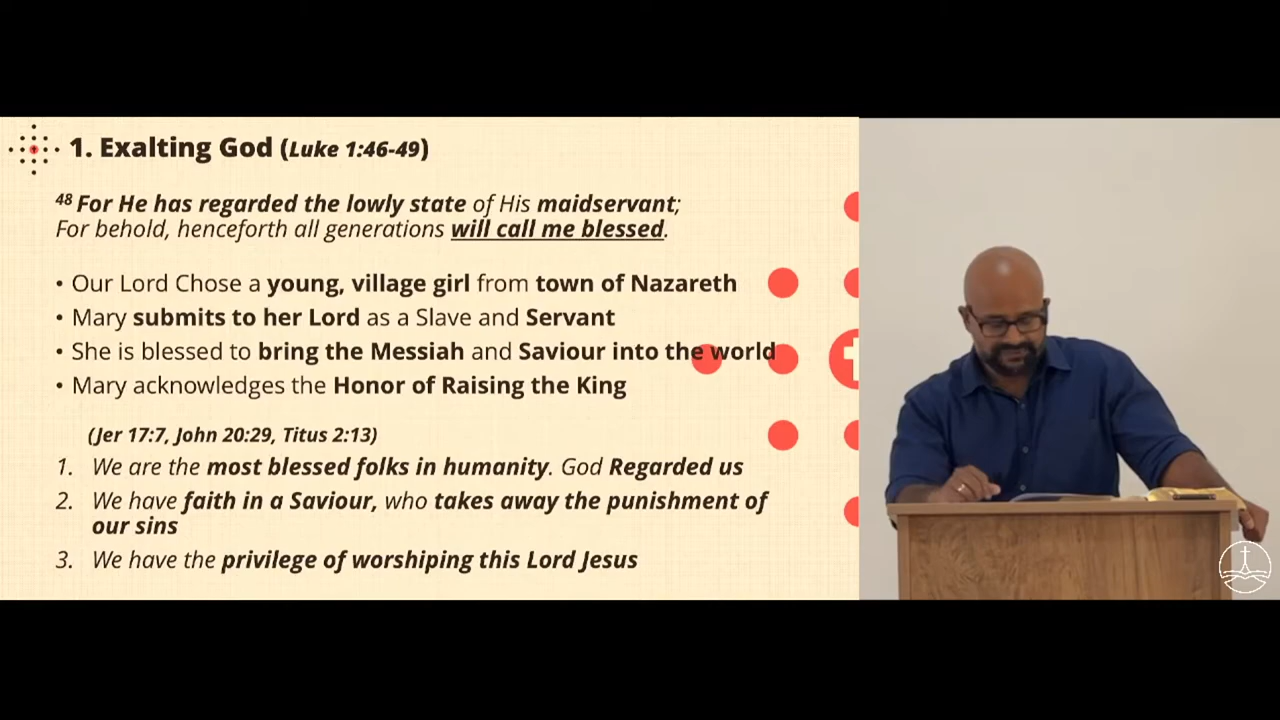 1. Exalting God (Luke 1:46-49)
48 For He has regarded the lowly state of His maidservant;
For behold, henceforth all generations will call me blessed.
• Our Lord Chose a young, village girl from town of Nazareth
• Mary submits to her Lord as a Slave and Servant
• She is blessed to bring the Messiah and Saviour into the world
• Mary acknowledges the Honor of Raising the King
(Jer 17:7, John 20:29, Titus 2:13)
1. We are the most blessed folks in humanity. God Regarded us
2. We have faith in a Saviour, who takes away the punishment of
our sins
3. We have the privilege of worshiping this Lord Jesus